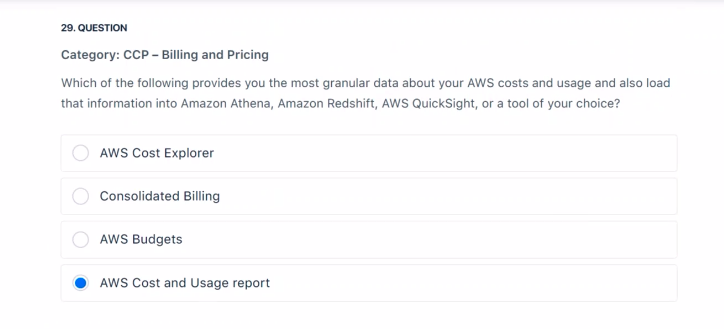 29. QUESTION
Category: CCP – Billing and Pricing
Which of the following provides you the most granular data about your AWS costs and usage and also load
that information into Amazon Athena, Amazon Redshift, AWS QuickSight, or a tool of your choice?
AWS Cost Explorer
Consolidated Billing
AWS Budgets
AWS Cost and Usage report